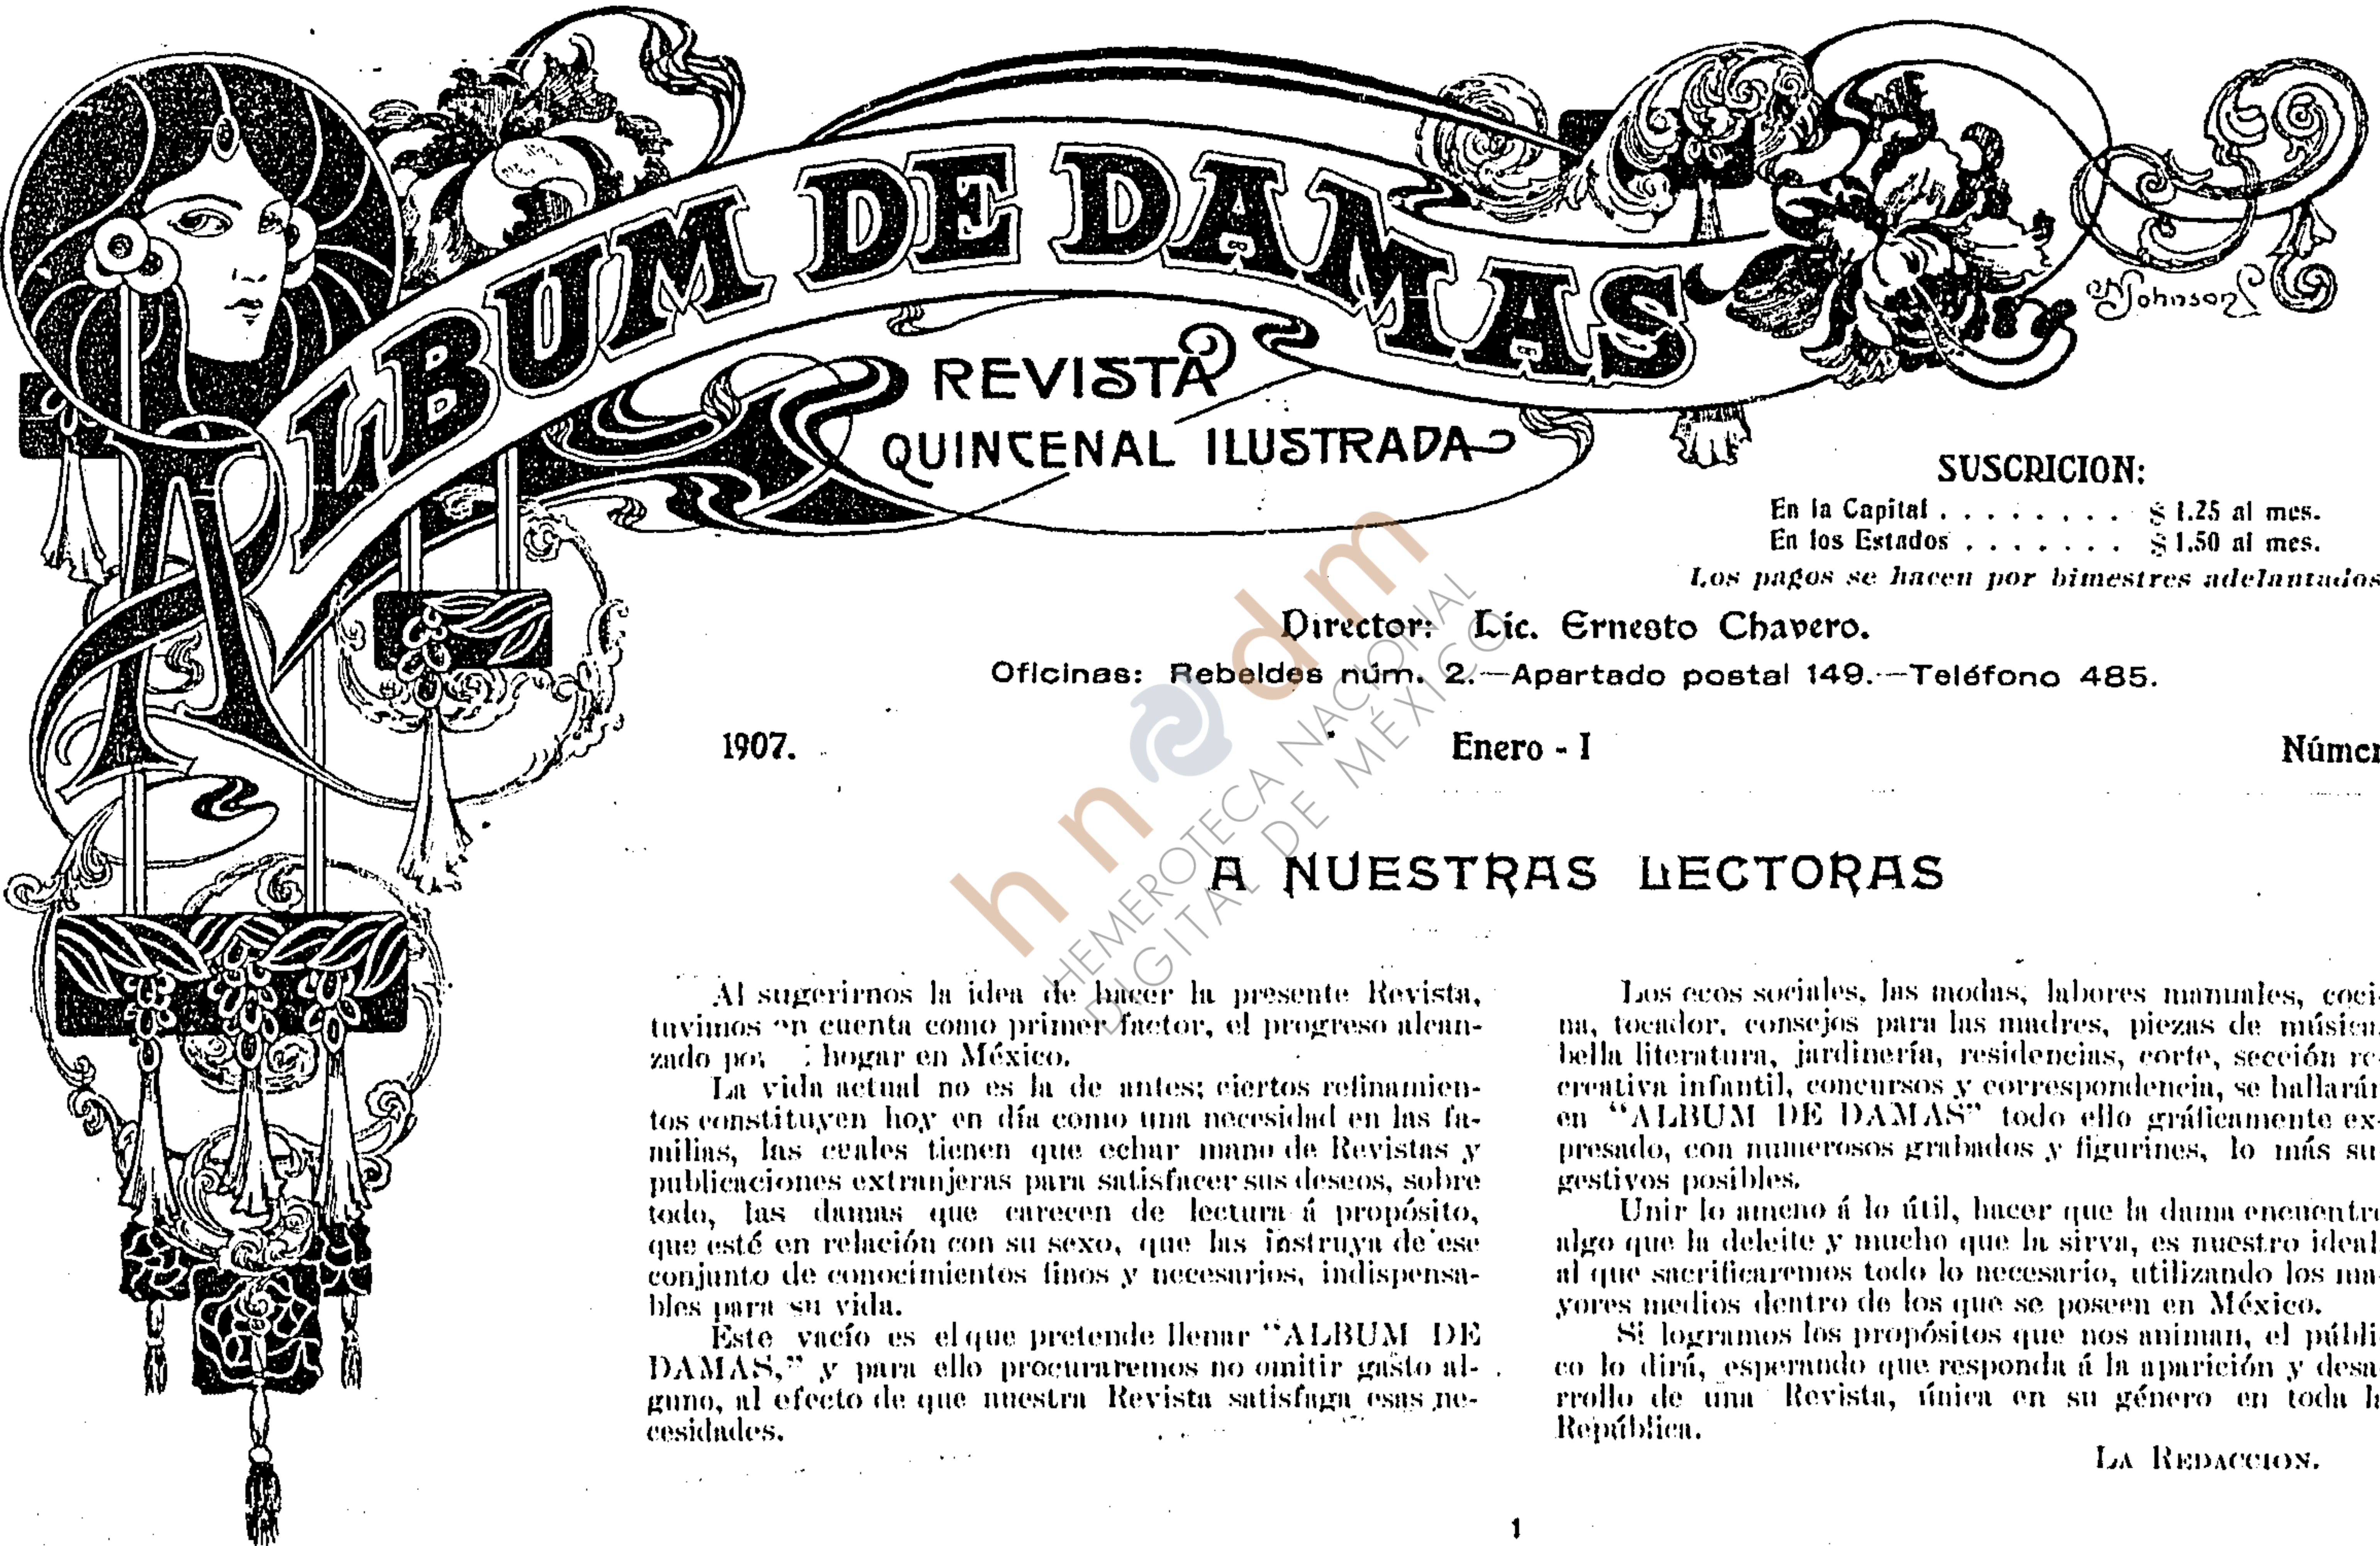 ALBUM DE DAMAS
REVISTA
QUINCENAL ILUSTRADA
Johnson
SUSCRICION:
En la Capital . . . . . . . . $ 1.25 al mes.
En los Estados . . . . . . . $ 1.50 al mes.
Los pagos se hacen por bimestres adelantados
Director: Lic. Ernesto Chavero.
Oficinas: Rebeldes núm. 2.—Apartado postal 149.—Teléfono 485.
1907. Enero - I Númer
A NUESTRAS LECTORAS
Al sugerirnos la idea de hacer la presente Revista,
tuvimos en cuenta como primer factor, el progreso alcan-
zado por hogar en México.
La vida actual no es la de antes; ciertos refinamien-
tos constituyen hoy en día como una necesidad en las fa-
milias, las cuales tienen que echar mano de Revistas y
publicaciones extranjeras para satisfacer sus deseos, sobre
todo, las damas que carecen de lectura á propósito,
que esté en relación con su sexo, que las instruya de ese
conjunto de conocimientos finos y necesarios, indispensa-
bles para su vida.
Este vacío es el que pretende llenar "ALBUM DE
DAMAS," y para ello procuraremos no omitir gasto al-
guno, al efecto de que nuestra Revista satisfaga esas ne-
cesidades.
Los ecos sociales, las modas, labores manuales, coci-
na, tocador, consejos para las madres, piezas de música,
bella literatura, jardinería, residencias, corte, sección re-
creativa infantil, concursos y correspondencia, se hallarán
en "ALBUM DE DAMAS" todo ello gráficamente ex-
presado, con numerosos grabados y figurines, lo más su
gestivos posibles.
Unir lo ameno á lo útil, hacer que la dama encuentre
algo que la deleite y mucho que la sirva, es nuestro ideal
al que sacrificaremos todo lo necesario, utilizando los ma-
yores medios dentro de los que se poseen en México.
Si logramos los propósitos que nos animan, el públi-
co lo dirá, esperando que responda á la aparición y desa-
rrollo de una Revista, única en su género en toda la
República.
LA REDACCION.
1
hndm
HEMEROTECA NACIONAL
DIGITAL DE MÉXICO